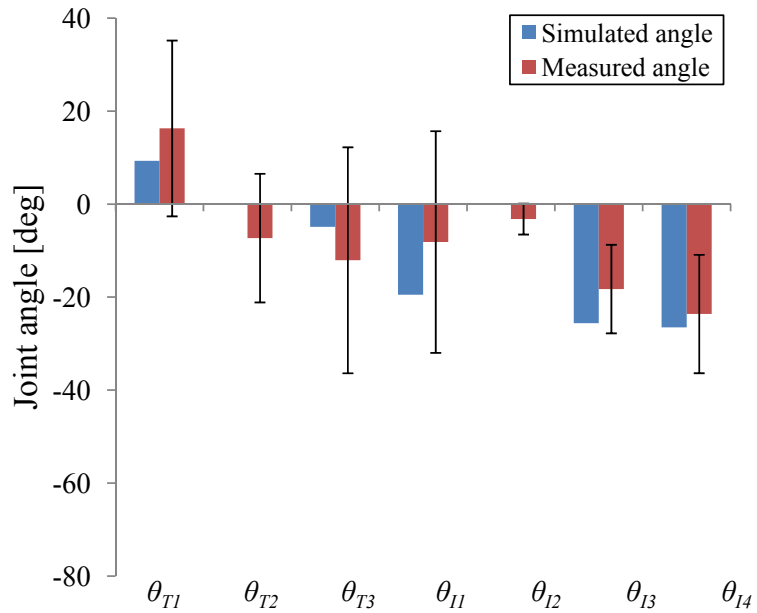 40
20
0
-20
-40
-60
-80
Joint angle [deg]
Simulated angle
Measured angle
θT1 θT2 θT3 θI1 θI2 θI3 θI4